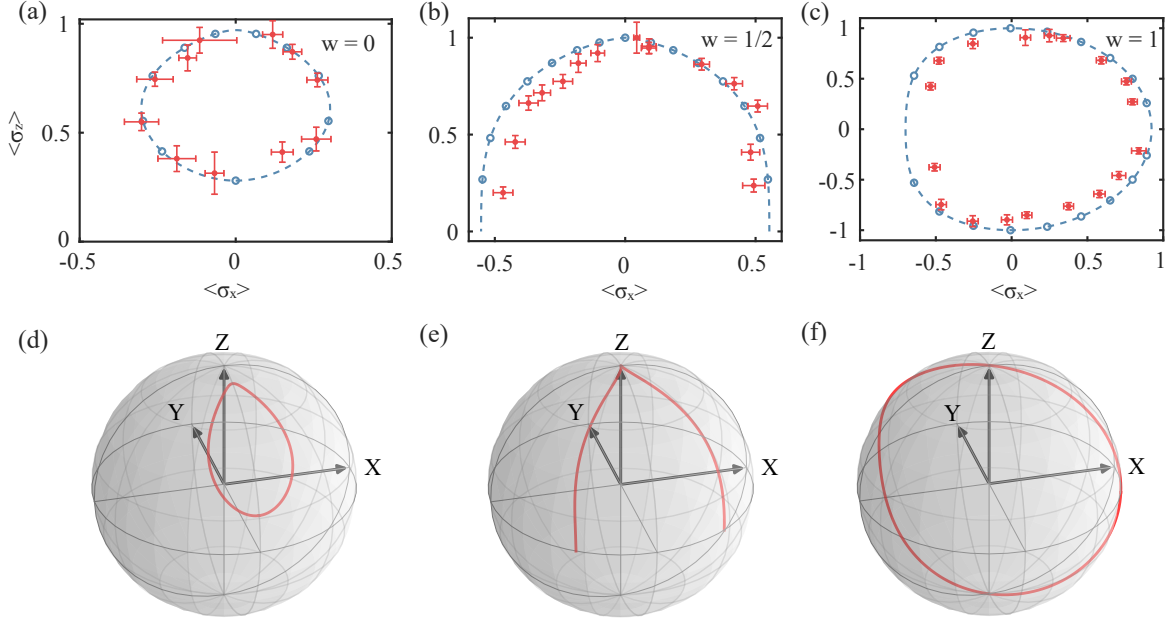 (a)
(b)
(c)
w = 0
w = 1/2
w = 1
1
0.5
0
<σz>
-0.5
0
0.5
<σx>
1
0.5
0
-0.5
0
0.5
<σx>
1
0.5
0
-0.5
-1
-1
-0.5
0
0.5
1
<σx>
(d)
(e)
(f)
Z
Y
X
Z
Y
X
Z
Y
X